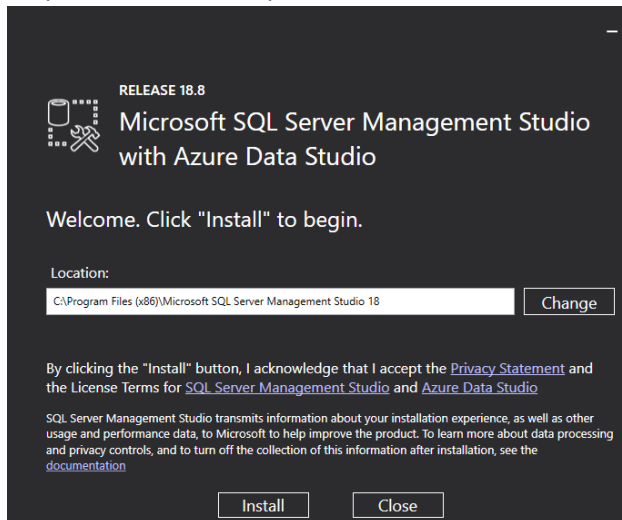 RELEASE 18.8
Microsoft SQL Server Management Studio
with Azure Data Studio
Welcome. Click "Install" to begin.
Location:
C:\Program Files (x86)\Microsoft SQL Server Management Studio 18
Change
By clicking the "Install" button, I acknowledge that I accept the Privacy Statement and
the License Terms for SQL Server Management Studio and Azure Data Studio
SQL Server Management Studio transmits information about your installation experience, as well as other
usage and performance data, to Microsoft to help improve the product. To learn more about data processing
and privacy controls, and to turn off the collection of this information after installation, see the
documentation
Install Close